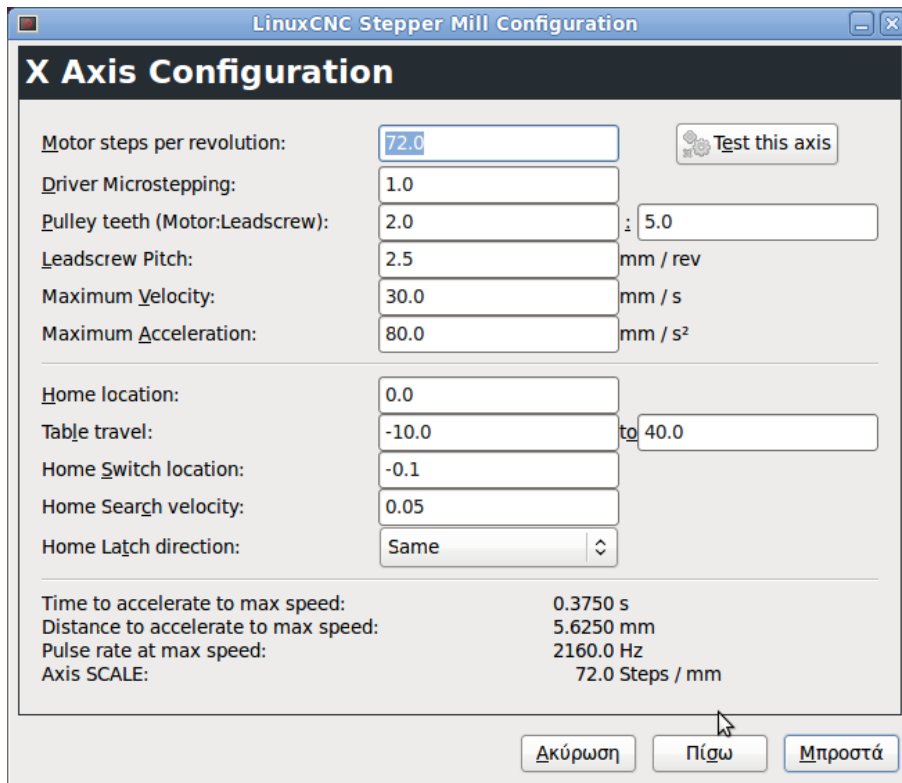 LinuxCNC Stepper Mill Configuration
X Axis Configuration
Motor steps per revolution: 72.0 Test this axis
Driver Microstepping: 1.0
Pulley teeth (Motor:Leadscrew): 2.0 : 5.0
Leadscrew Pitch: 2.5 mm / rev
Maximum Velocity: 30.0 mm / s
Maximum Acceleration: 80.0 mm / s²
Home location: 0.0
Table travel: -10.0 to 40.0
Home Switch location: -0.1
Home Search velocity: 0.05
Home Latch direction: Same
Time to accelerate to max speed: 0.3750 s
Distance to accelerate to max speed: 5.6250 mm
Pulse rate at max speed: 2160.0 Hz
Axis SCALE: 72.0 Steps / mm
Ακύρωση Πίσω Μπροστά